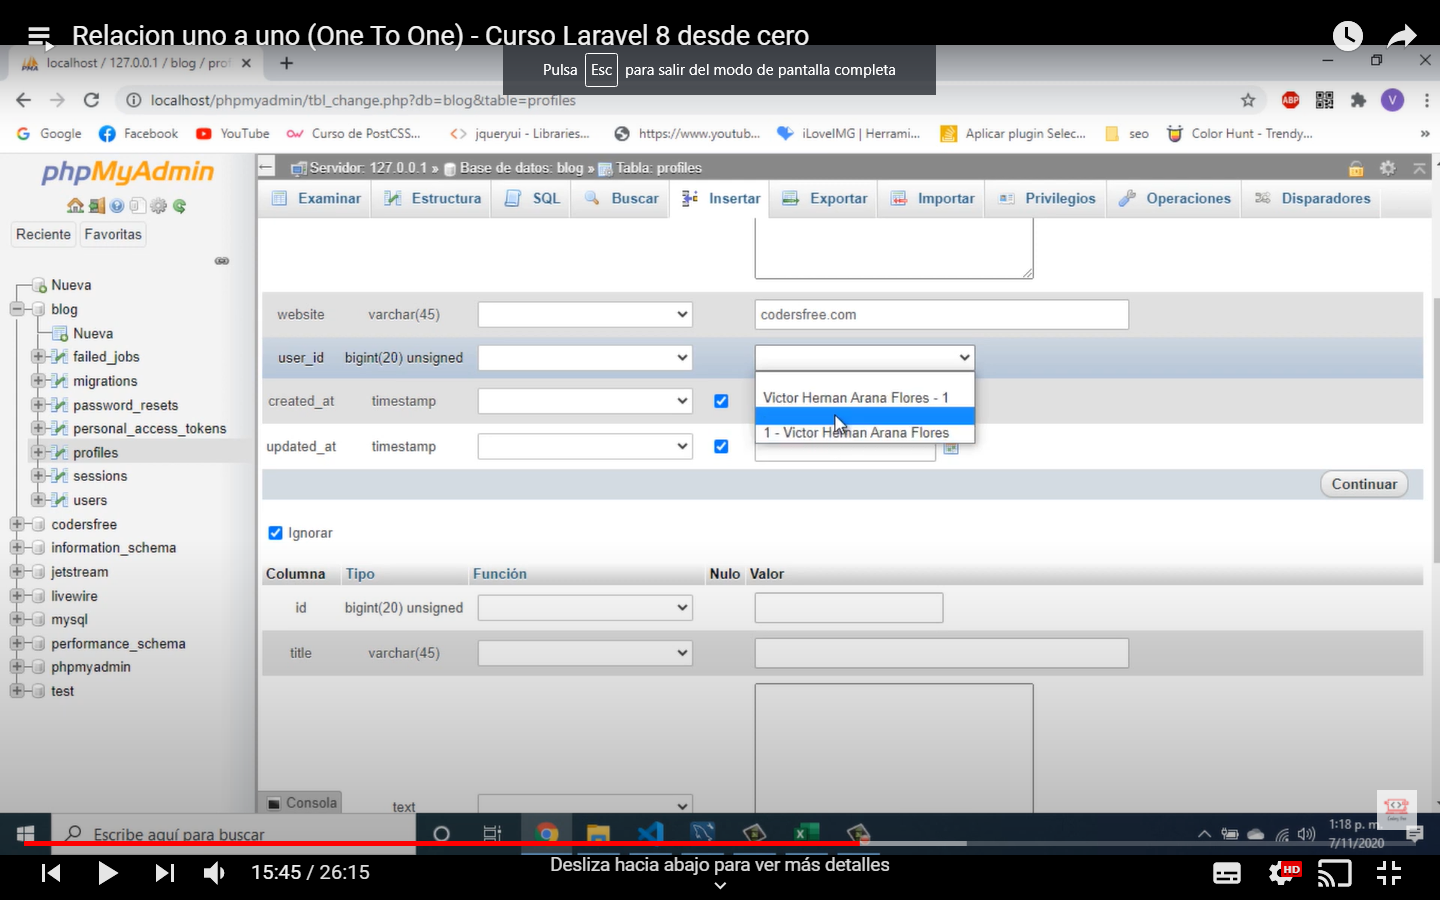 Relacion uno a uno (One To One) - Curso Laravel 8 desde cero
Pulsa Esc para salir del modo de pantalla completa
localhost / 127.0.0.1 / blog / prof
localhost/phpmyadmin/tbl_change.php?db=blog&table=profiles
ABP
V
Google
Facebook
YouTube
Curso de PostCSS...
jqueryui - Libraries...
https://www.youtub...
iLoveIMG | Herrami...
Aplicar plugin Selec...
seo
Color Hunt - Trendy...
»
phpMyAdmin
Reciente
Favoritas
Nueva
blog
Nueva
failed_jobs
migrations
password_resets
personal_access_tokens
profiles
sessions
users
codersfree
information_schema
jetstream
livewire
mysql
performance_schema
phpmyadmin
test
Servidor: 127.0.0.1 » Base de datos: blog » Tabla: profiles
Examinar
Estructura
SQL
Buscar
Insertar
Exportar
Importar
Privilegios
Operaciones
Disparadores
website varchar(45) codersfree.com
user_id bigint(20) unsigned
Victor Hernan Arana Flores - 1
1 - Victor Hernan Arana Flores
created_at timestamp
updated_at timestamp
Continuar
Ignorar
Columna Tipo Función Nulo Valor
id bigint(20) unsigned
title varchar(45)
text
Consola
Escribe aquí para buscar
1:18 p. m.
7/11/2020
15:45 / 26:15
Desliza hacia abajo para ver más detalles
HD